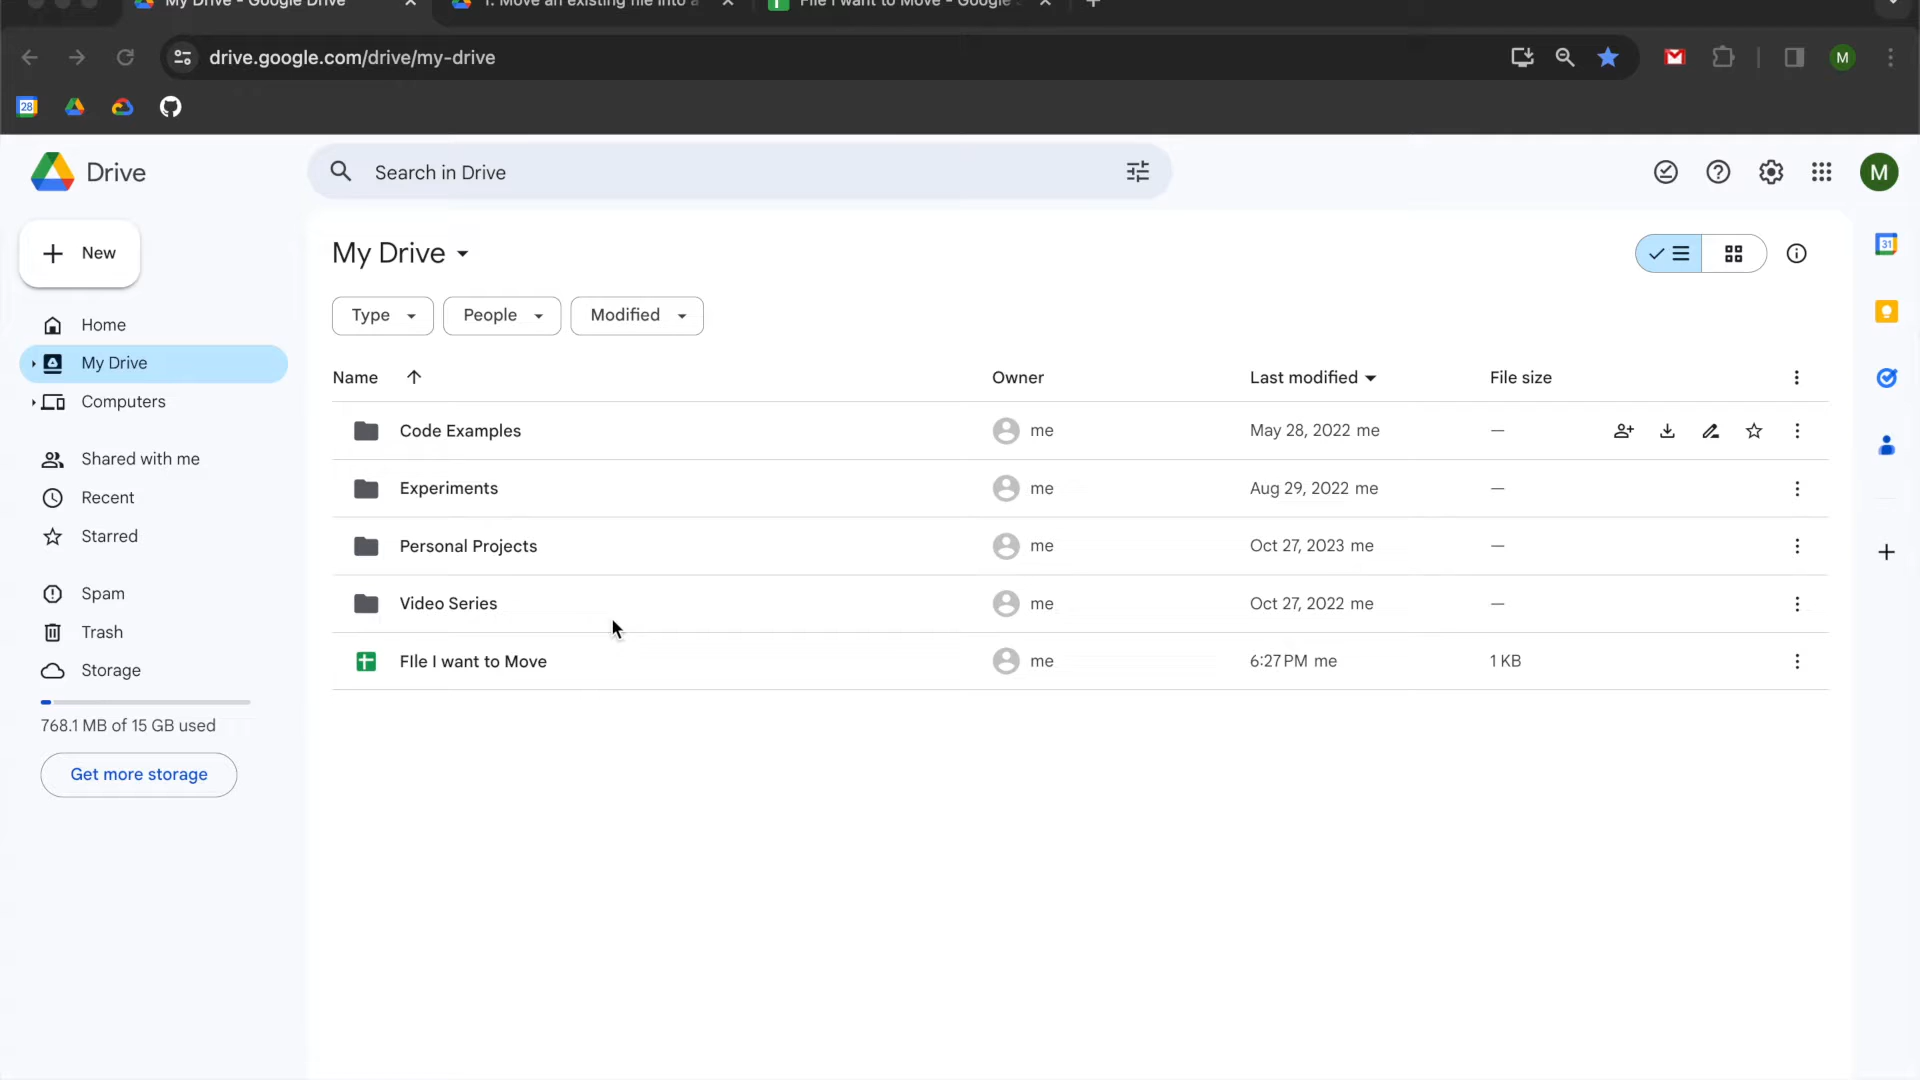 My Drive - Google Drive
1. Move an existing file into a
File I want to Move - Google
drive.google.com/drive/my-drive
M
28
Drive
Search in Drive
M
New
My Drive
31
Type
People
Modified
Home
My Drive
Computers
Shared with me
Recent
Starred
Spam
Trash
Storage
768.1 MB of 15 GB used
Get more storage
Name
Owner
Last modified
File size
Code Examples
me
May 28, 2022 me
—
Experiments
me
Aug 29, 2022 me
—
Personal Projects
me
Oct 27, 2023 me
—
Video Series
me
Oct 27, 2022 me
—
FIle I want to Move
me
6:27 PM me
1 KB